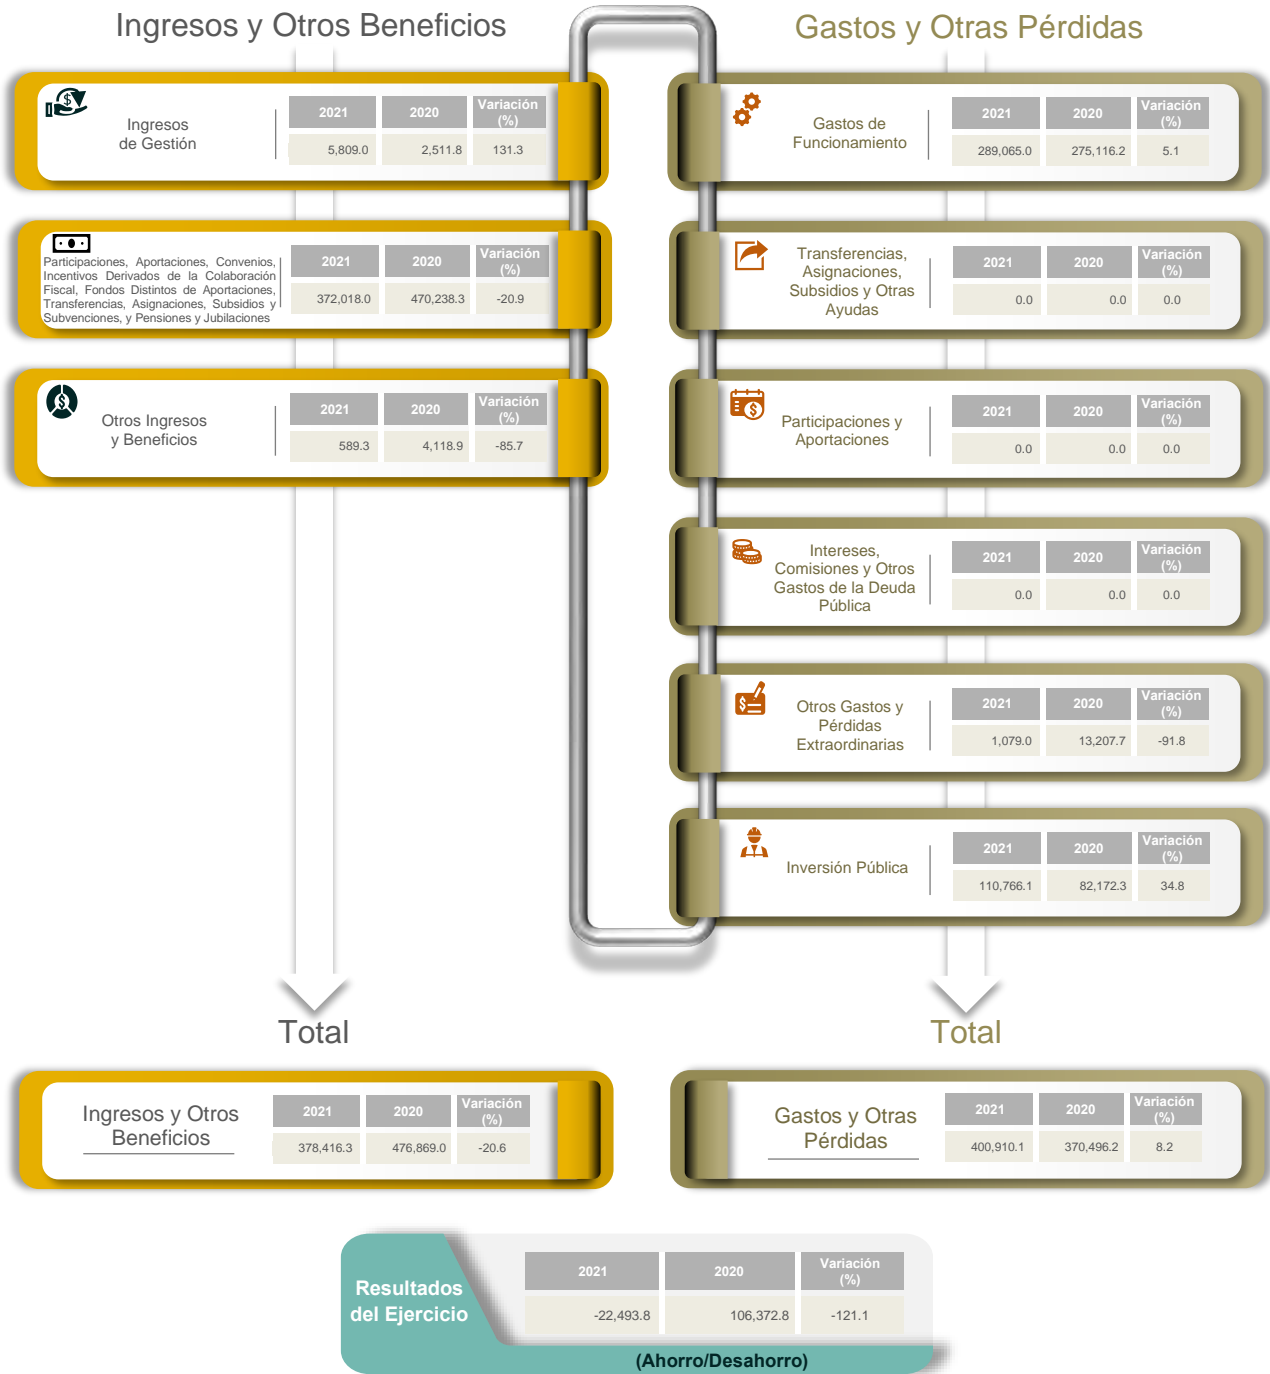 Ingresos y Otros Beneficios
Ingresos
de Gestión
2021 2020 Variación (%)
5,809.0 2,511.8 131.3
Participaciones, Aportaciones, Convenios,
Incentivos Derivados de la Colaboración
Fiscal, Fondos Distintos de Aportaciones,
Transferencias, Asignaciones, Subsidios y
Subvenciones, y Pensiones y Jubilaciones
2021 2020 Variación (%)
372,018.0 470,238.3 -20.9
Otros Ingresos
y Beneficios
2021 2020 Variación (%)
589.3 4,118.9 -85.7
Total
Ingresos y Otros
Beneficios
2021 2020 Variación (%)
378,416.3 476,869.0 -20.6
Gastos y Otras Pérdidas
Gastos de
Funcionamiento
2021 2020 Variación (%)
289,065.0 275,116.2 5.1
Transferencias,
Asignaciones,
Subsidios y Otras
Ayudas
2021 2020 Variación (%)
0.0 0.0 0.0
Participaciones y
Aportaciones
2021 2020 Variación (%)
0.0 0.0 0.0
Intereses,
Comisiones y Otros
Gastos de la Deuda
Pública
2021 2020 Variación (%)
0.0 0.0 0.0
Otros Gastos y
Pérdidas
Extraordinarias
2021 2020 Variación (%)
1,079.0 13,207.7 -91.8
Inversión Pública
2021 2020 Variación (%)
110,766.1 82,172.3 34.8
Total
Gastos y Otras
Pérdidas
2021 2020 Variación (%)
400,910.1 370,496.2 8.2
Resultados
del Ejercicio
2021 2020 Variación (%)
-22,493.8 106,372.8 -121.1
(Ahorro/Desahorro)